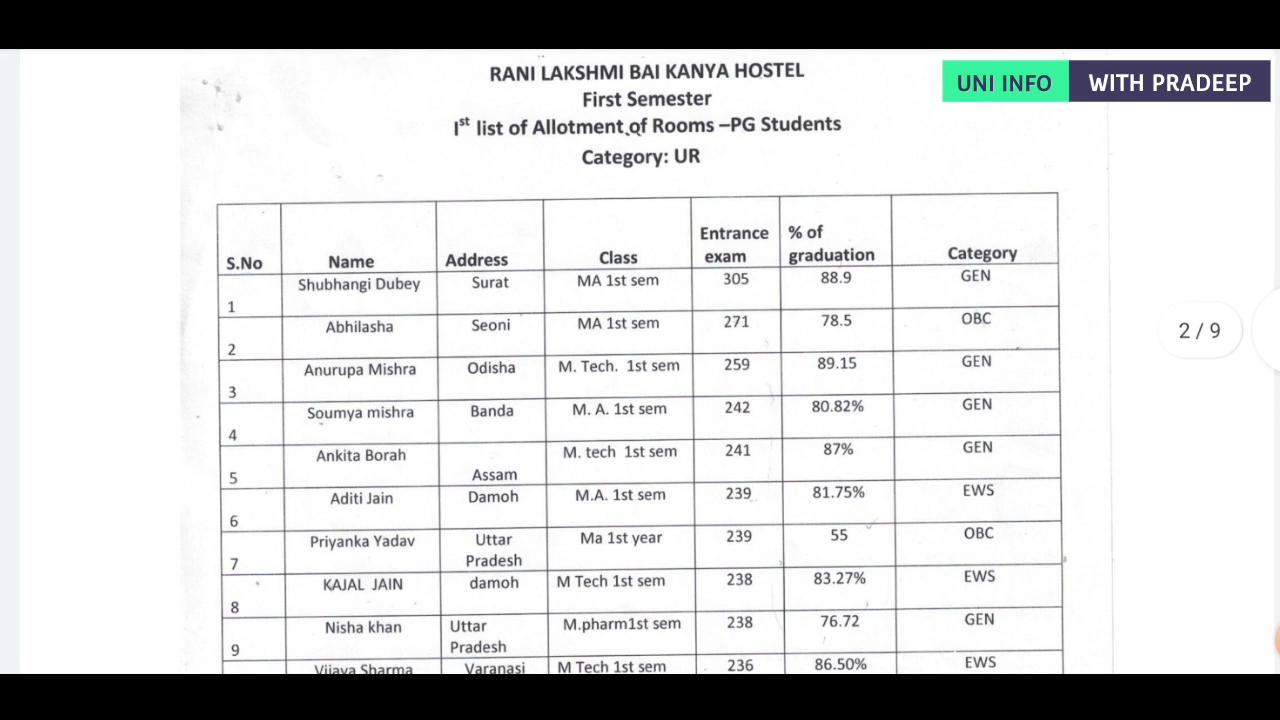 RANI LAKSHMI BAI KANYA HOSTEL
UNI INFO WITH PRADEEP
First Semester
Ist list of Allotment of Rooms –PG Students
Category: UR
S.No Name Address Class Entrance exam % of graduation Category
1 Shubhangi Dubey Surat MA 1st sem 305 88.9 GEN
2 Abhilasha Seoni MA 1st sem 271 78.5 OBC
3 Anurupa Mishra Odisha M. Tech. 1st sem 259 89.15 GEN
4 Soumya mishra Banda M. A. 1st sem 242 80.82% GEN
5 Ankita Borah Assam M. tech 1st sem 241 87% GEN
6 Aditi Jain Damoh M.A. 1st sem 239 81.75% EWS
7 Priyanka Yadav Uttar Pradesh Ma 1st year 239 55 OBC
8 KAJAL JAIN damoh M Tech 1st sem 238 83.27% EWS
9 Nisha khan Uttar Pradesh M.pharm1st sem 238 76.72 GEN
Vijaya Sharma Varanasi M Tech 1st sem 236 86.50% EWS
2 / 9